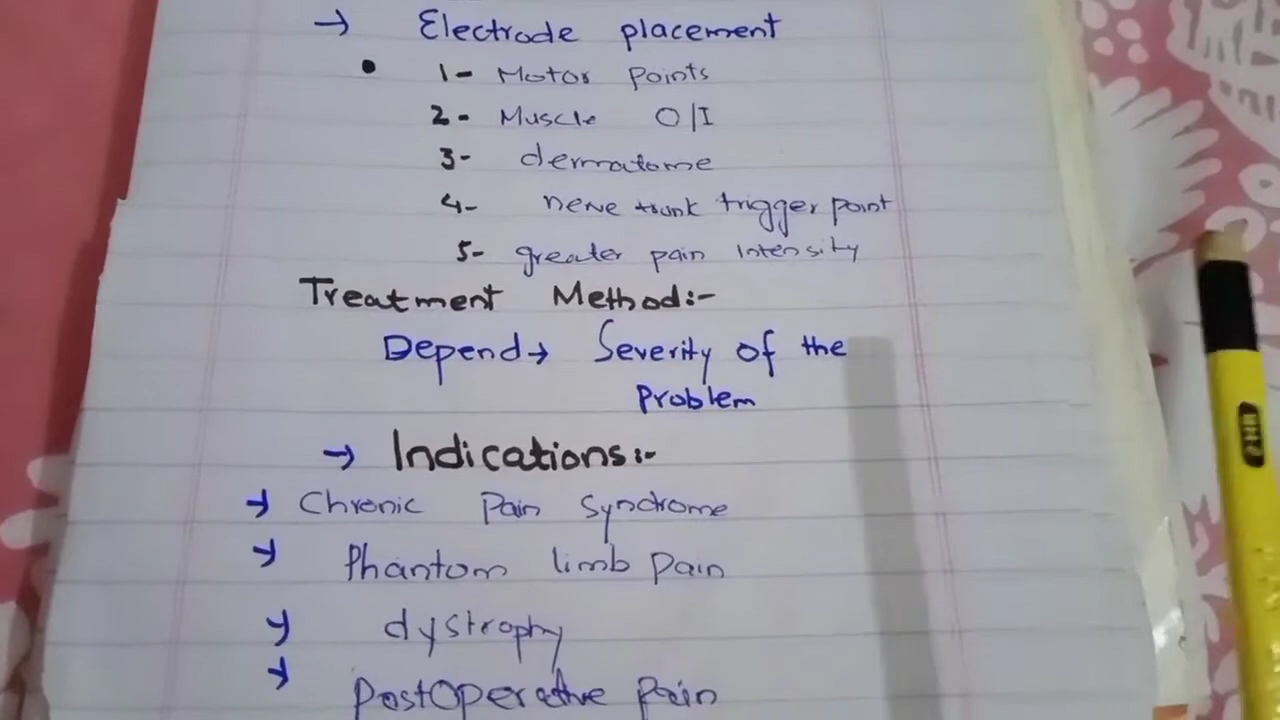 → Electrode placement
• 1- Motor Points
2- Muscle O/I
3- dermatome
4- nerve trunk trigger point
5- greater pain Intensity
Treatment Method:-
Depend → Severity of the
Problem
→ Indications:-
→ Chronic Pain Syndrome
→ Phantom limb Pain
→ dystrophy
→ PostOperative Pain